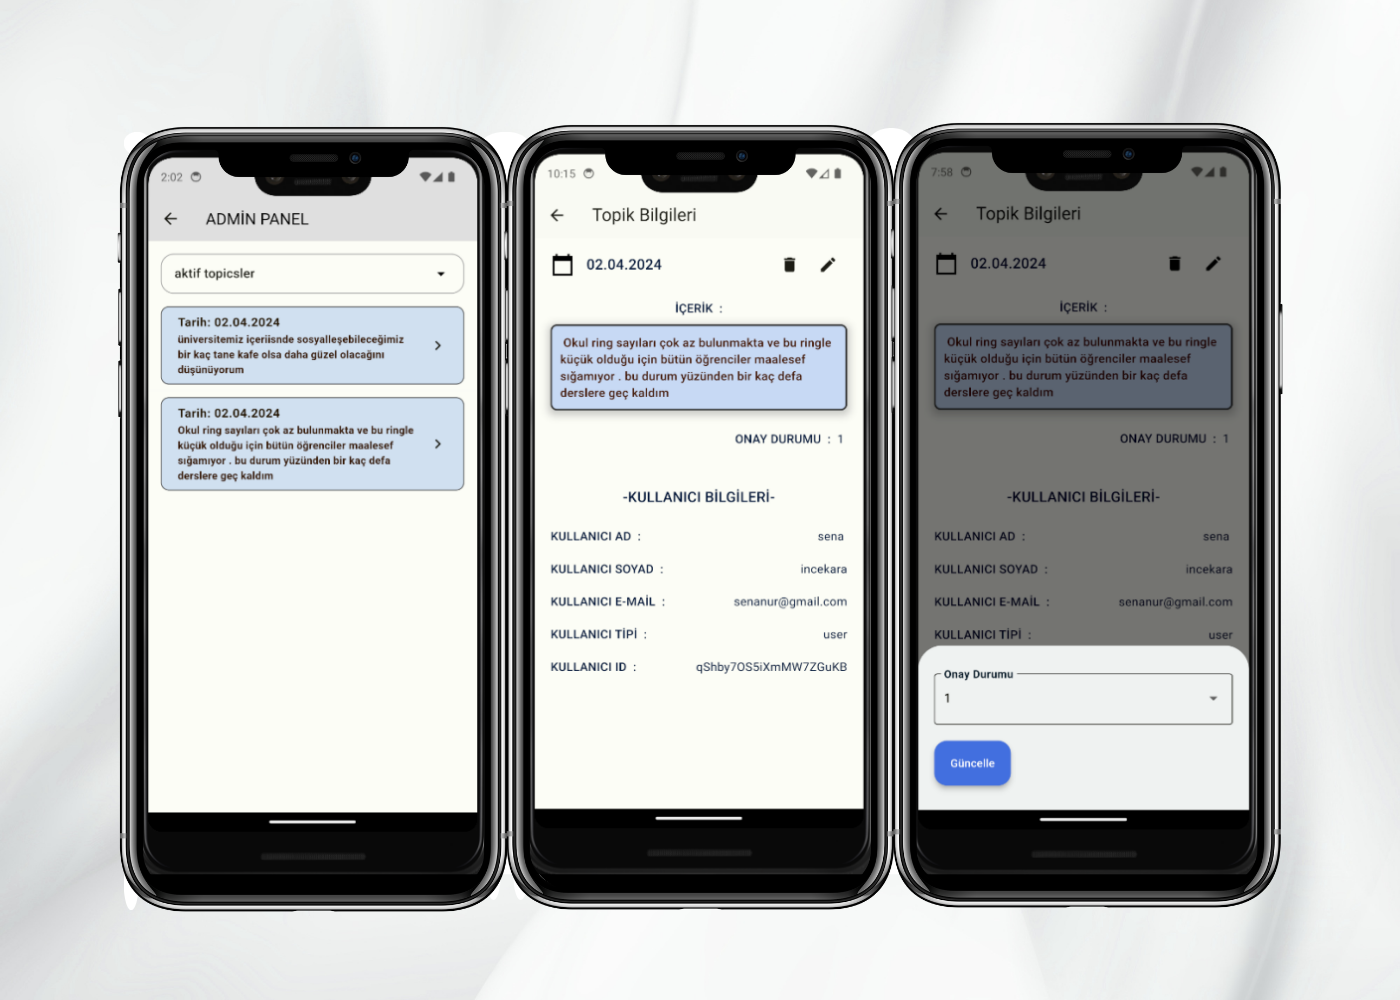 2:02
ADMİN PANEL
aktif topicsler
Tarih: 02.04.2024
üniversitemiz içeriisnde sosyalleşebileceğimiz
bir kaç tane kafe olsa daha güzel olacağını
düşünüyorum
Tarih: 02.04.2024
Okul ring sayıları çok az bulunmakta ve bu ringle
küçük olduğu için bütün öğrenciler maalesef
sığamıyor . bu durum yüzünden bir kaç defa
derslere geç kaldım
10:15
Topik Bilgileri
02.04.2024
İÇERİK :
Okul ring sayıları çok az bulunmakta ve bu ringle
küçük olduğu için bütün öğrenciler maalesef
sığamıyor . bu durum yüzünden bir kaç defa
derslere geç kaldım
ONAY DURUMU : 1
-KULLANICI BİLGİLERİ-
KULLANICI AD : sena
KULLANICI SOYAD : incekara
KULLANICI E-MAİL : senanur@gmail.com
KULLANICI TİPİ : user
KULLANICI ID : qShby7OS5iXmMW7ZGuKB
7:58
Topik Bilgileri
02.04.2024
İÇERİK :
Okul ring sayıları çok az bulunmakta ve bu ringle
küçük olduğu için bütün öğrenciler maalesef
sığamıyor . bu durum yüzünden bir kaç defa
derslere geç kaldım
ONAY DURUMU : 1
-KULLANICI BİLGİLERİ-
KULLANICI AD : sena
KULLANICI SOYAD : incekara
KULLANICI E-MAİL : senanur@gmail.com
KULLANICI TİPİ : user
Onay Durumu
1
Güncelle